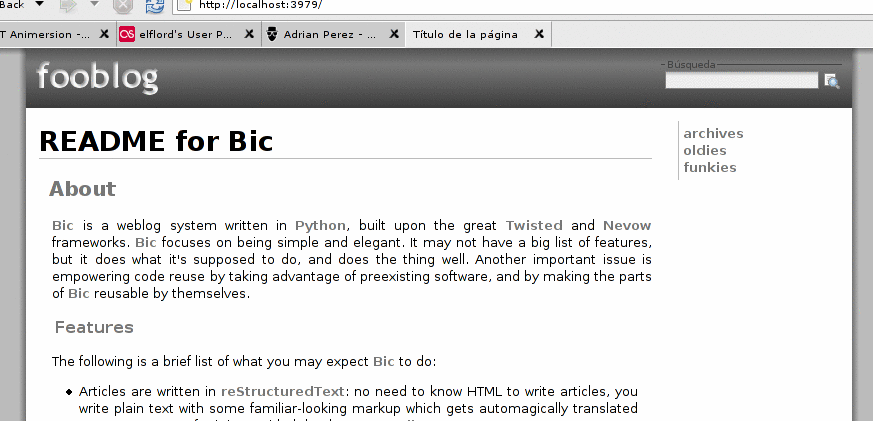 Back http://localhost:3979/
T Animersion -... elflord's User P... Adrian Perez - ... Título de la página
fooblog
Búsqueda
README for Bic
archives
oldies
funkies
About
Bic is a weblog system written in Python, built upon the great Twisted and Nevow
frameworks. Bic focuses on being simple and elegant. It may not have a big list of features,
but it does what it's supposed to do, and does the thing well. Another important issue is
empowering code reuse by taking advantage of preexisting software, and by making the parts
of Bic reusable by themselves.
Features
The following is a brief list of what you may expect Bic to do:
Articles are written in reStructuredText: no need to know HTML to write articles, you
write plain text with some familiar-looking markup which gets automagically translated